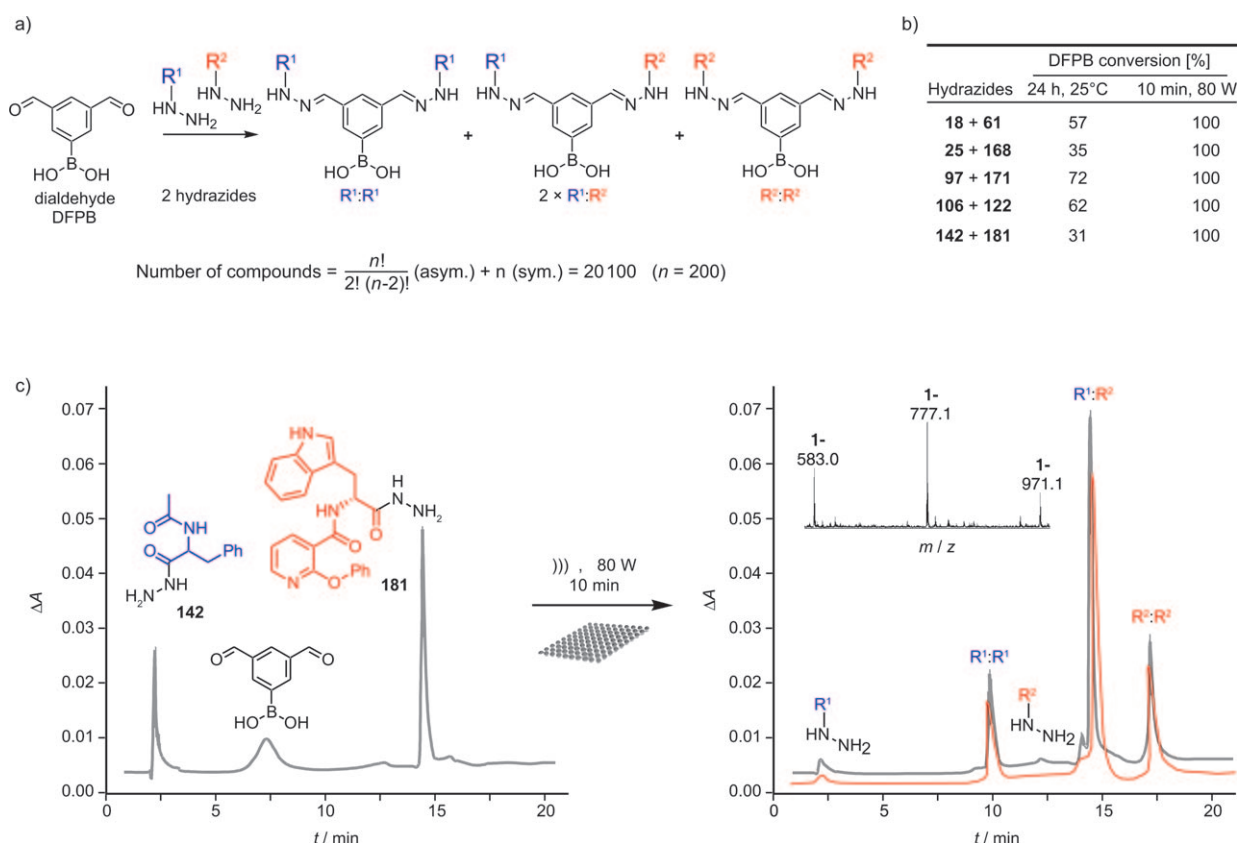 a)
R¹
R²
HN
NH₂
HN
NH₂
O
O
B
HO
OH
dialdehyde
DFPB
2 hydrazides
R¹
R¹
HN
N
N
NH
B
HO
OH
R¹:R¹
+
R¹
R²
HN
N
N
NH
B
HO
OH
2 × R¹:R²
+
R²
R²
HN
N
N
NH
B
HO
OH
R²:R²
Number of compounds = n! / 2! (n-2)! (asym.) + n (sym.) = 20 100 (n = 200)
b)
DFPB conversion [%]
Hydrazides 24 h, 25°C 10 min, 80 W
18 + 61 57 100
25 + 168 35 100
97 + 171 72 100
106 + 122 62 100
142 + 181 31 100
c)
0.07
0.06
0.05
0.04
0.03
0.02
0.01
0.00
ΔA
0 5 10 15 20
t / min
O
NH
O
Ph
NH
H₂N
142
H
N
H
N
NH₂
HN
O
O
N
O
Ph
181
O
O
B
HO
OH
))) , 80 W
10 min
0.07
0.06
0.05
0.04
0.03
0.02
0.01
0.00
ΔA
0 5 10 15 20
t / min
1-
583.0
1-
777.1
1-
971.1
m / z
R¹
HN
NH2
R¹:R¹
R²
HN
NH2
R¹:R²
R²:R²